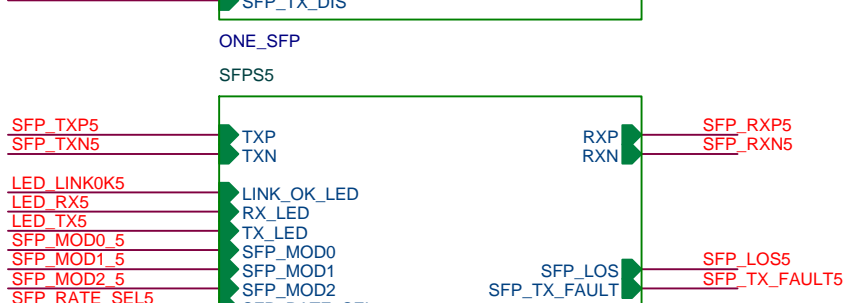 SFP_TX_DIS
ONE_SFP
SFPS5
SFP_TXP5 TXP RXP SFP_RXP5
SFP_TXN5 TXN RXN SFP_RXN5
LED_LINK0K5 LINK_OK_LED
LED_RX5 RX_LED
LED_TX5 TX_LED
SFP_MOD0_5 SFP_MOD0
SFP_MOD1_5 SFP_MOD1 SFP_LOS SFP_LOS5
SFP_MOD2_5 SFP_MOD2 SFP_TX_FAULT SFP_TX_FAULT5
SFP_RATE_SEL5